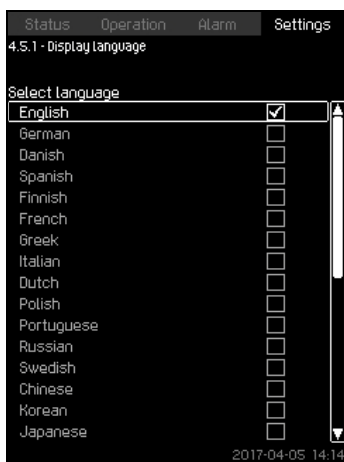 Status Operation Alarm Settings
4.5.1 - Display language
Select language
English
German
Danish
Spanish
Finnish
French
Greek
Italian
Dutch
Polish
Portuguese
Russian
Swedish
Chinese
Korean
Japanese
2017-04-05 14:14